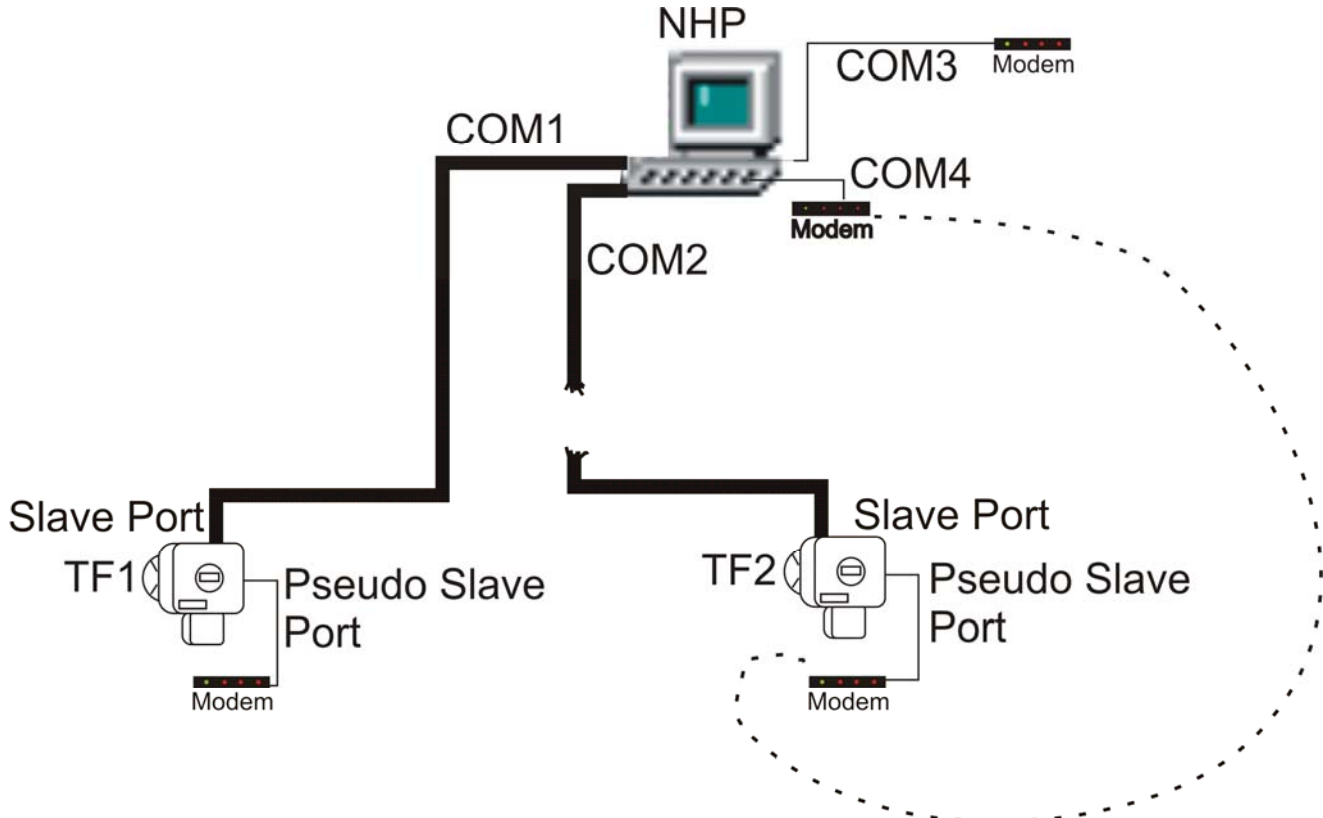 NHP
COM3
Modem
COM1
COM4
Modem
COM2
Slave Port
TF1
Pseudo Slave
Port
Modem
Slave Port
TF2
Pseudo Slave
Port
Modem